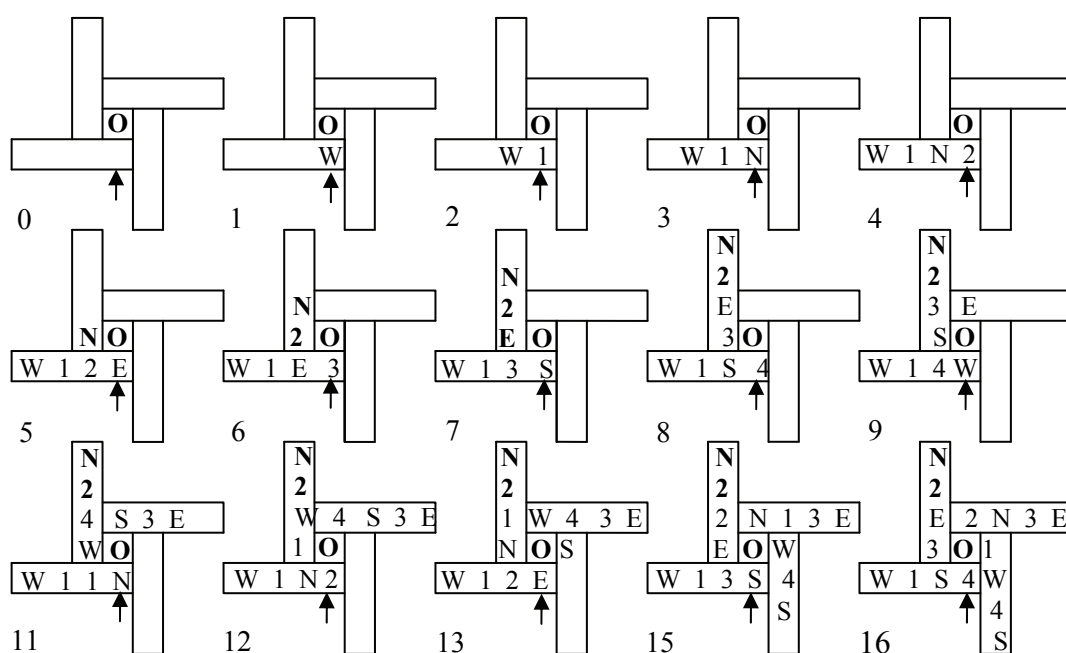 O
0
O
W
1
O
W 1
2
O
W 1 N
3
O
W 1 N 2
4
N O
W 1 2 E
5
N
2 O
W 1 E 3
6
N
2
E O
W 1 3 S
7
N
2
E
3 O
W 1 S 4
8
N
2
3 E
S O
W 1 4 W
9
N
2
4 S 3 E
W O
W 1 1 N
11
N
2
W 4 S 3 E
1 O
W 1 N 2
12
N
2
1 W 4 3 E
N O S
W 1 2 E
13
N
2
2 N 1 3 E
E O W
W 1 3 S 4
S
15
N
2
E 2 N 3 E
3 O 1
W 1 S 4 W
4
S
16